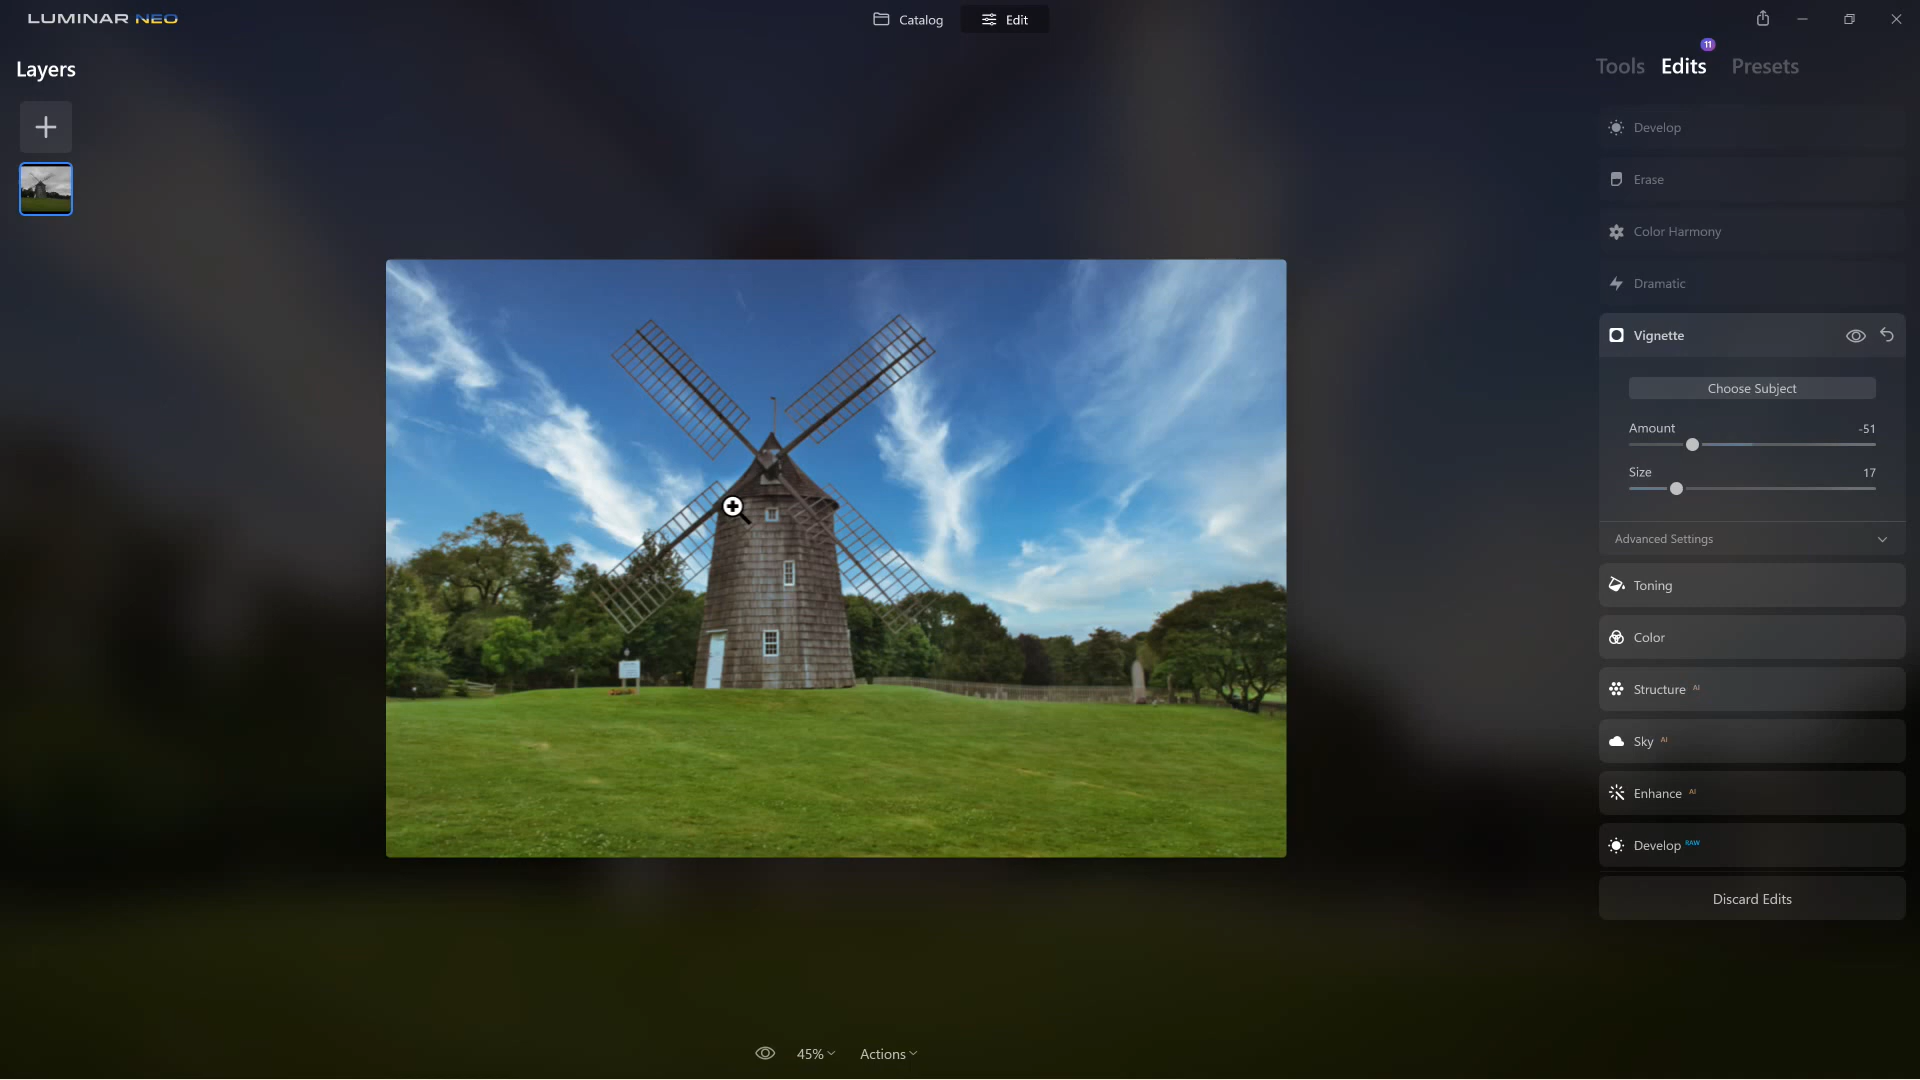 LUMINAR NEO
Catalog
Edit
Layers
11
Tools
Edits
Presets
Develop
Erase
Color Harmony
Dramatic
Vignette
Choose Subject
Amount -51
Size 17
Advanced Settings
Toning
Color
Structure AI
Sky AI
Enhance AI
Develop RAW
Discard Edits
45%
Actions